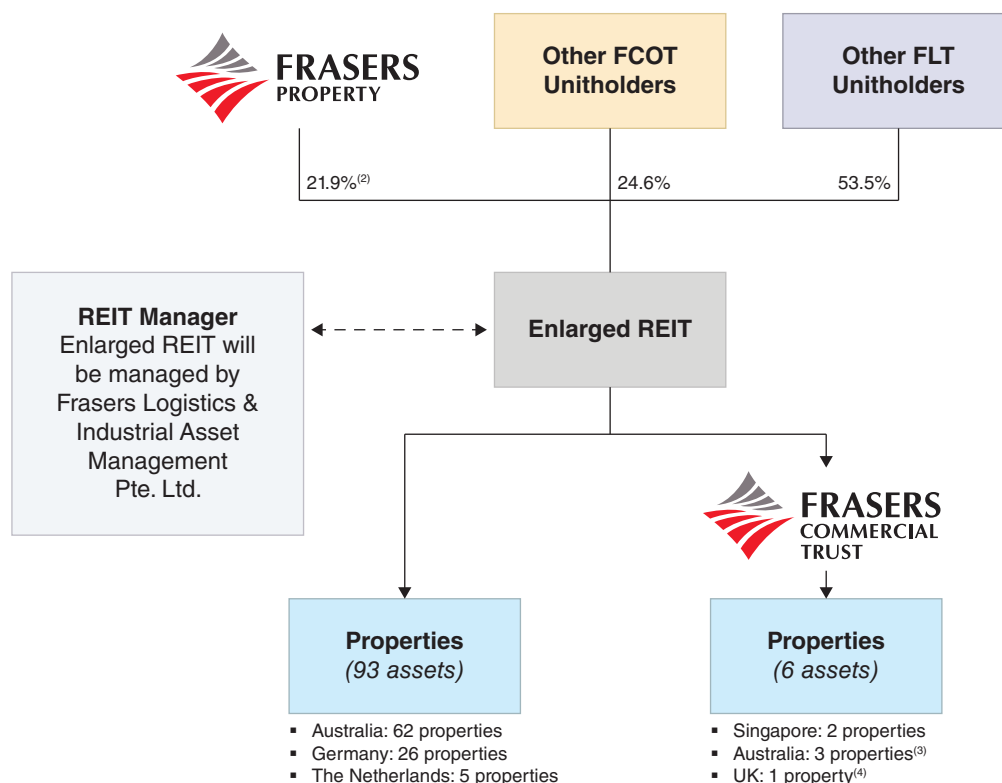 FRASERS
PROPERTY
Other FCOT
Unitholders
Other FLT
Unitholders
21.9%(2)
24.6%
53.5%
REIT Manager
Enlarged REIT will
be managed by
Frasers Logistics &
Industrial Asset
Management
Pte. Ltd.
Enlarged REIT
FRASERS
COMMERCIAL
TRUST
Properties
(93 assets)
▪ Australia: 62 properties
▪ Germany: 26 properties
▪ The Netherlands: 5 properties
Properties
(6 assets)
▪ Singapore: 2 properties
▪ Australia: 3 properties(3)
▪ UK: 1 property(4)